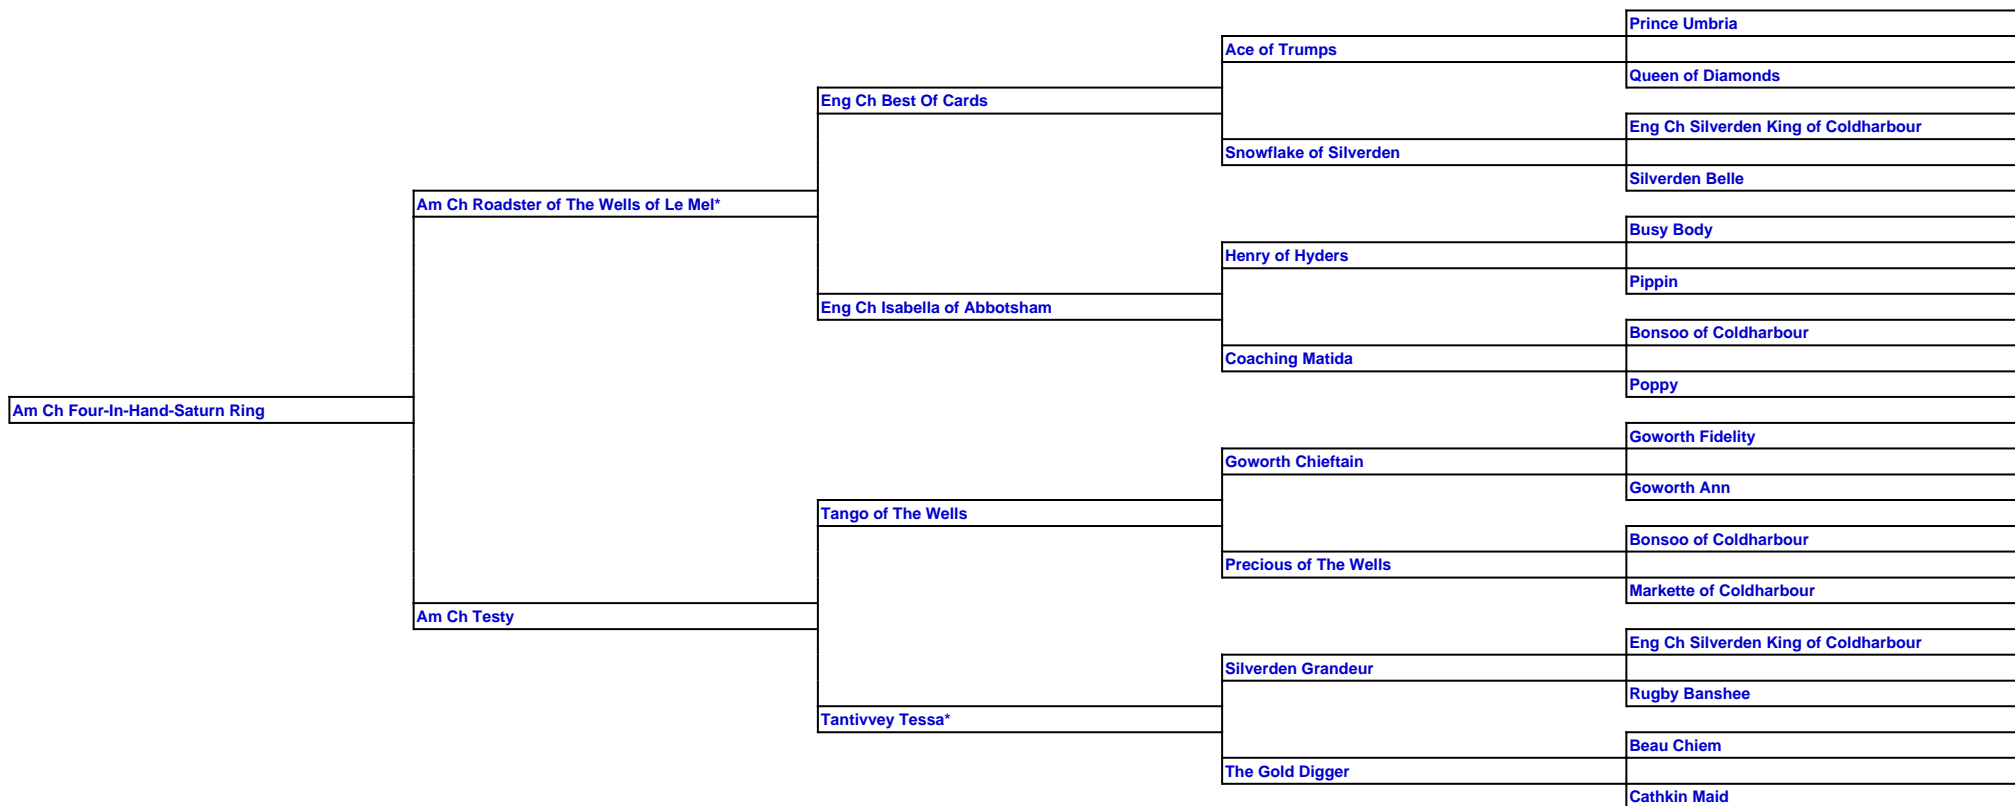 Prince Umbria
Ace of Trumps
Queen of Diamonds
Eng Ch Best Of Cards
Eng Ch Silverden King of Coldharbour
Snowflake of Silverden
Silverden Belle
Am Ch Roadster of The Wells of Le Mel*
Busy Body
Henry of Hyders
Pippin
Eng Ch Isabella of Abbotsham
Bonsoo of Coldharbour
Coaching Matida
Poppy
Am Ch Four-In-Hand-Saturn Ring
Goworth Fidelity
Goworth Chieftain
Goworth Ann
Tango of The Wells
Bonsoo of Coldharbour
Precious of The Wells
Markette of Coldharbour
Am Ch Testy
Eng Ch Silverden King of Coldharbour
Silverden Grandeur
Rugby Banshee
Tantivvey Tessa*
Beau Chiem
The Gold Digger
Cathkin Maid